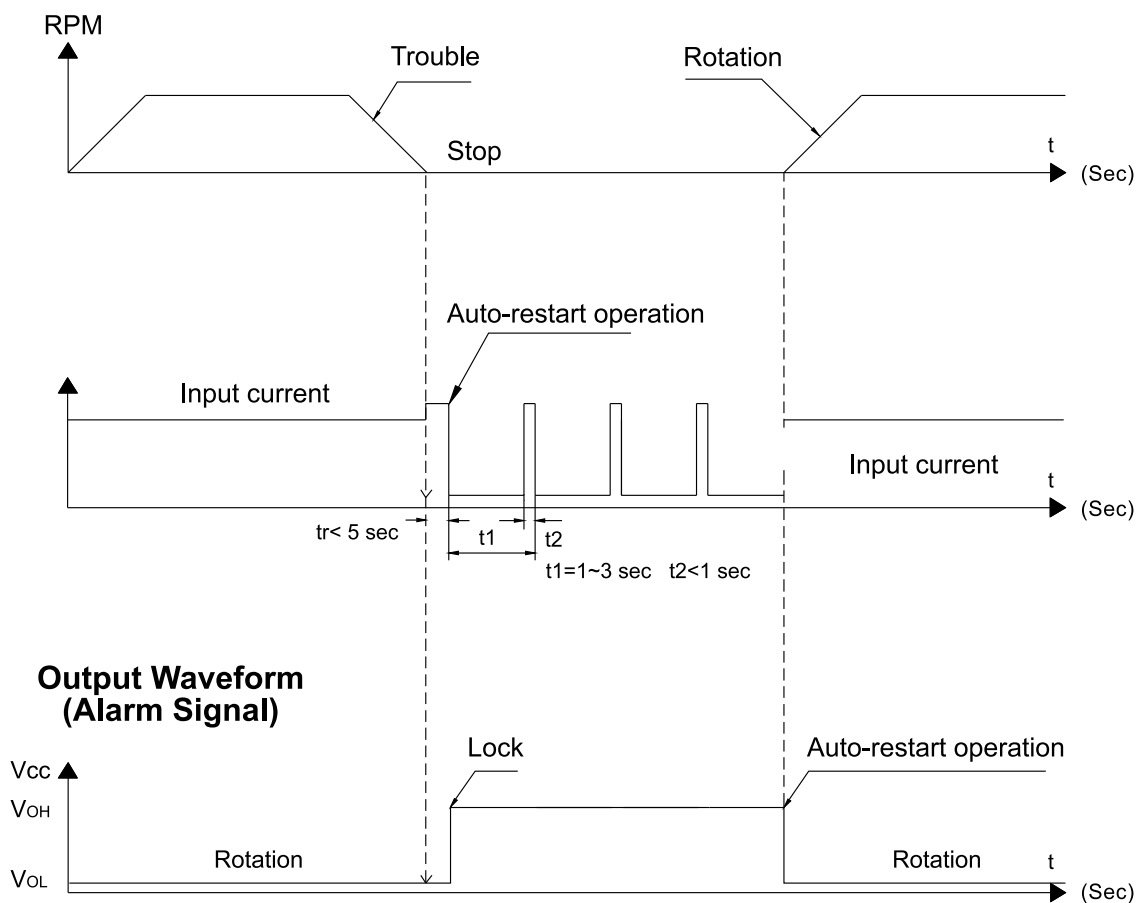 RPM
Trouble
Rotation
Stop
t
(Sec)
Auto-restart operation
Input current
Input current
t
(Sec)
tr< 5 sec
t1
t2
t1=1~3 sec t2<1 sec
Output Waveform
(Alarm Signal)
Lock
Auto-restart operation
Vcc
VOH
Rotation
Rotation
t
VOL
(Sec)